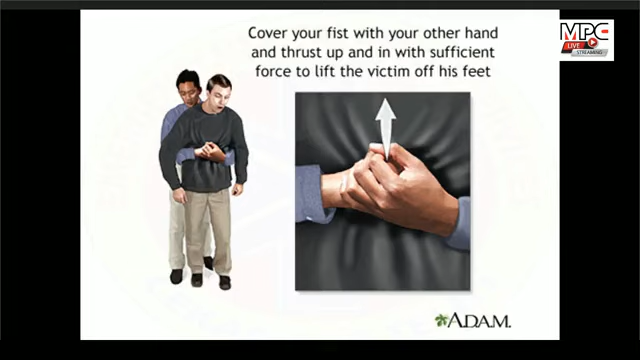 Cover your fist with your other hand
and thrust up and in with sufficient
force to lift the victim off his feet
MPC
LIVE
STREAMING
A.D.A.M.